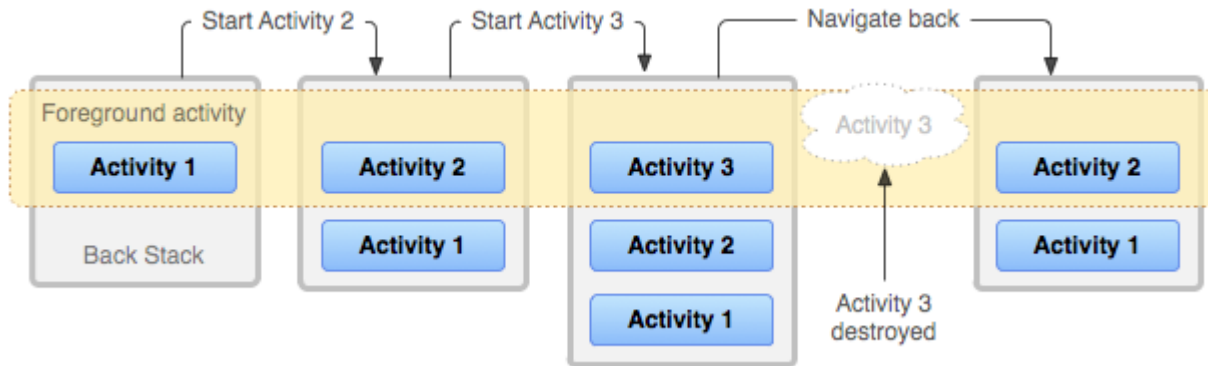 Start Activity 2
Start Activity 3
Navigate back
Foreground activity
Activity 1
Back Stack
Activity 2
Activity 1
Activity 3
Activity 2
Activity 1
Activity 3
Activity 3
destroyed
Activity 2
Activity 1